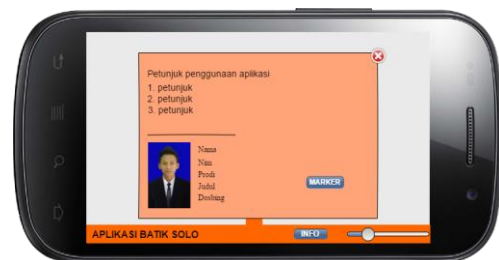 Petunjuk penggunaan aplikasi
1. petunjuk
2. petunjuk
3. petunjuk
Nama
Nim
Prodi
Judul
Dosbing
MARKER
APLIKASI BATIK SOLO
INFO